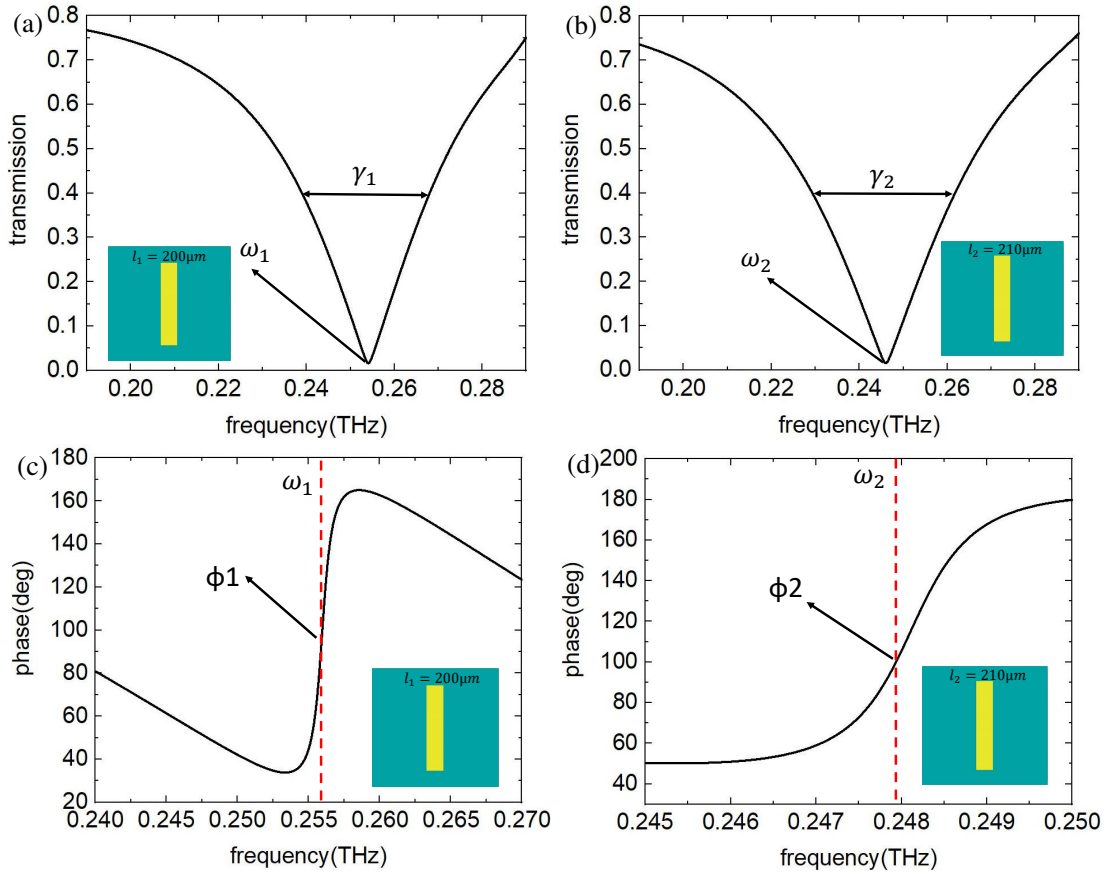 (a)
0.8
0.7
0.6
0.5
0.4
0.3
0.2
0.1
0.0
transmission
γ₁
ω₁
l₁ = 200μm
0.20 0.22 0.24 0.26 0.28
frequency(THz)
(b)
0.8
0.7
0.6
0.5
0.4
0.3
0.2
0.1
0.0
transmission
γ₂
ω₂
l₂ = 210μm
0.20 0.22 0.24 0.26 0.28
frequency(THz)
(c)
180
160
140
120
100
80
60
40
20
phase(deg)
ω₁
ϕ1
l₁ = 200μm
0.240 0.245 0.250 0.255 0.260 0.265 0.270
frequency(THz)
(d)
200
180
160
140
120
100
80
60
40
phase(deg)
ω₂
ϕ2
l₂ = 210μm
0.245 0.246 0.247 0.248 0.249 0.250
frequency(THz)